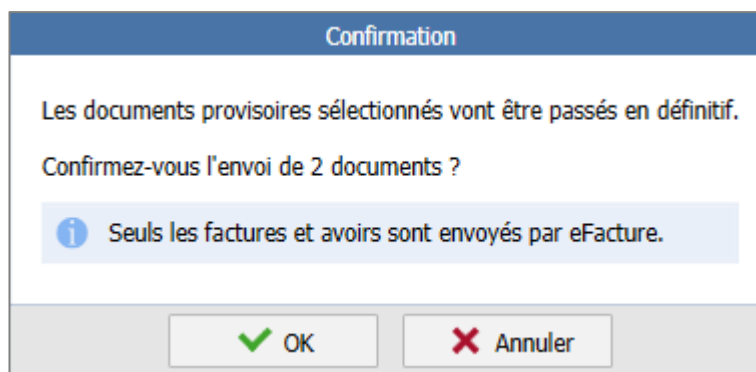 Confirmation
Les documents provisoires sélectionnés vont être passés en définitif.
Confirmez-vous l'envoi de 2 documents ?
Seuls les factures et avoirs sont envoyés par eFacture.
OK
Annuler